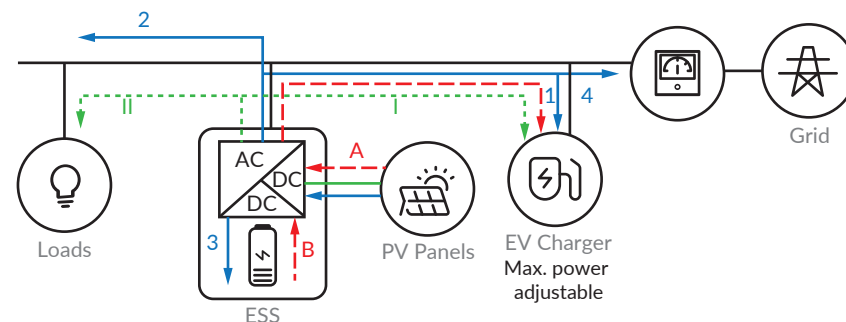 2
1
4
II
I
Grid
AC
DC
DC
A
3
B
Loads
PV Panels
EV Charger
Max. power
adjustable
ESS